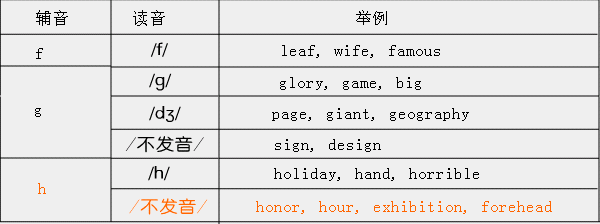 辅音 读音 举例
f /f/ leaf, wife, famous
/g/ glory, game, big
g /dʒ/ page, giant, geography
/不发音/ sign, design
h /h/ holiday, hand, horrible
/不发音/ honor, hour, exhibition, forehead